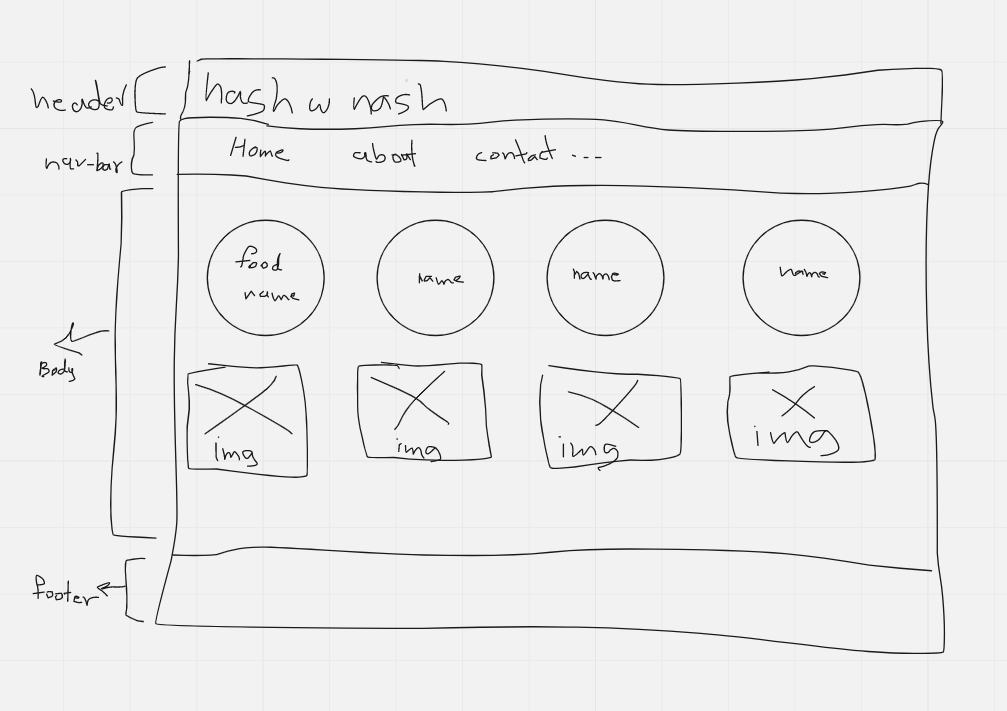 header
hash w nash
nav-bar
Home about contact ---
food
name
name
name
name
Body
img
img
img
img
footer